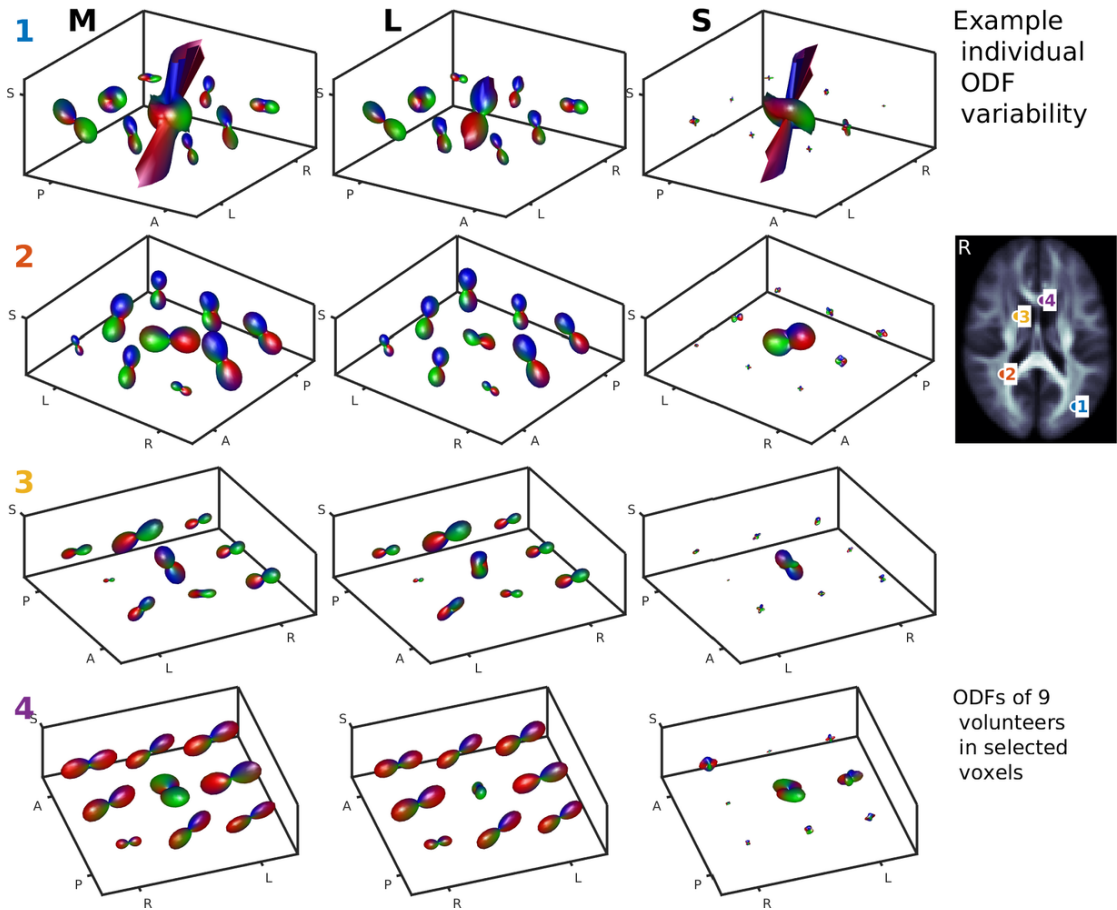 M L S
Example
individual
ODF
variability
1
S S
P A L R
P A L R
P A L R
2
S S
L R A P
L R A P
L R A P
R
4
3
2
1
3
S S
P A L R
P A L R
P A L R
4
S S
A P R L
A P R L
A P R L
ODFs of 9
volunteers
in selected
voxels